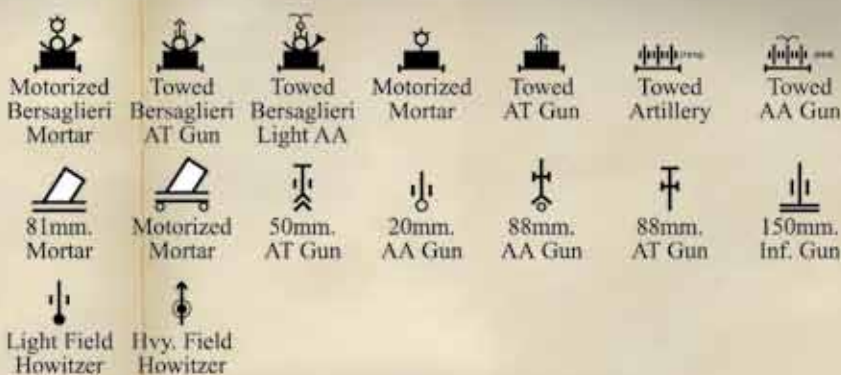 Motorized Bersaglieri Mortar
Towed Bersaglieri AT Gun
Towed Bersaglieri Light AA
Motorized Mortar
Towed AT Gun
Towed Artillery
Towed AA Gun
81mm. Mortar
Motorized Mortar
50mm. AT Gun
20mm. AA Gun
88mm. AA Gun
88mm. AT Gun
150mm. Inf. Gun
Light Field Howitzer
Hvy. Field Howitzer